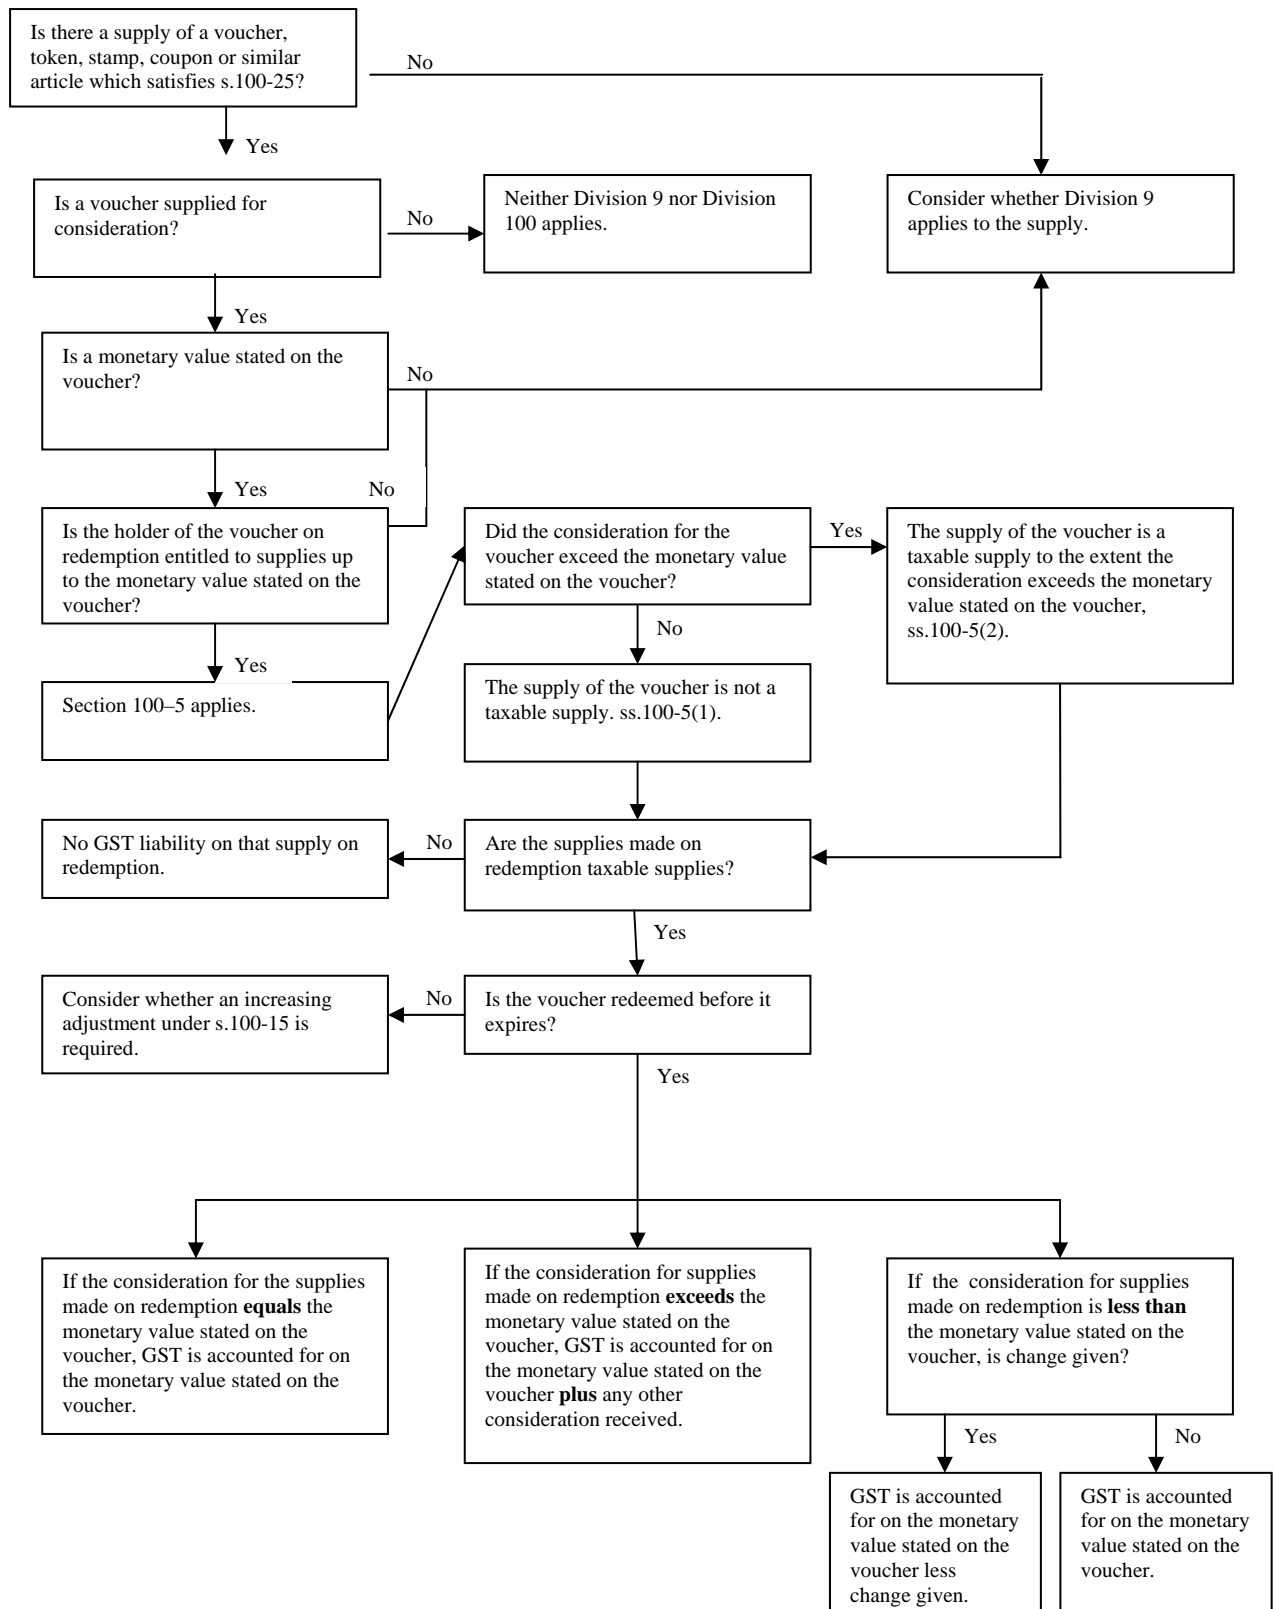 Is there a supply of a voucher,
token, stamp, coupon or similar
article which satisfies s.100-25?
No
Yes
Is a voucher supplied for
consideration?
No
Neither Division 9 nor Division
100 applies.
Consider whether Division 9
applies to the supply.
Yes
Is a monetary value stated on the
voucher?
No
Yes
No
Is the holder of the voucher on
redemption entitled to supplies up
to the monetary value stated on the
voucher?
Did the consideration for the
voucher exceed the monetary value
stated on the voucher?
Yes
The supply of the voucher is a
taxable supply to the extent the
consideration exceeds the monetary
value stated on the voucher,
ss.100-5(2).
No
Yes
Section 100–5 applies.
The supply of the voucher is not a
taxable supply. ss.100-5(1).
No GST liability on that supply on
redemption.
No
Are the supplies made on
redemption taxable supplies?
Yes
Consider whether an increasing
adjustment under s.100-15 is
required.
No
Is the voucher redeemed before it
expires?
Yes
If the consideration for the supplies
made on redemption equals the
monetary value stated on the
voucher, GST is accounted for on
the monetary value stated on the
voucher.
If the consideration for supplies
made on redemption exceeds the
monetary value stated on the
voucher, GST is accounted for on
the monetary value stated on the
voucher plus any other
consideration received.
If  the  consideration for supplies
made on redemption is less than
the monetary value stated on the
voucher, is change given?
Yes
No
GST is accounted
for on the monetary
value stated on the
voucher less
change given.
GST is accounted
for on the monetary
value stated on the
voucher.